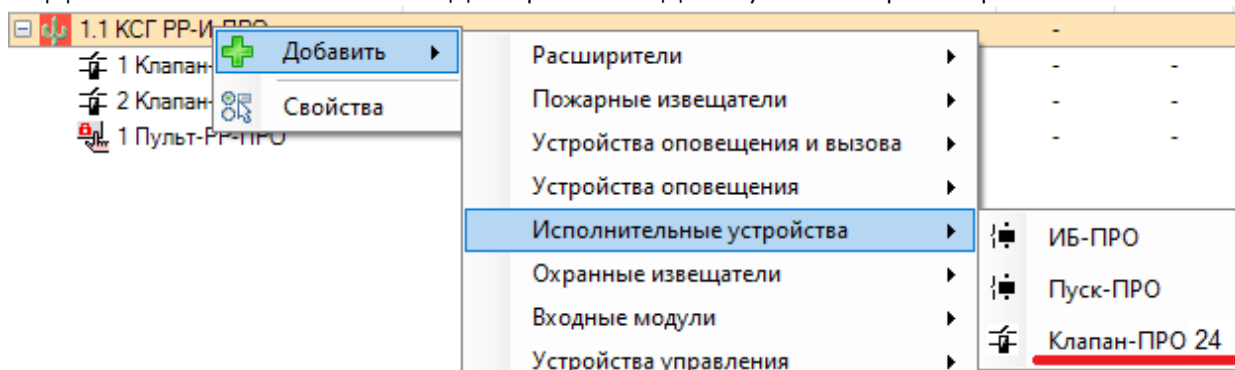 1.1 КСГ РР-И-ПРО
1 Клапан-
2 Клапан-
1 Пульт-РР-ПРО
Добавить
Свойства
Расширители
Пожарные извещатели
Устройства оповещения и вызова
Устройства оповещения
Исполнительные устройства
Охранные извещатели
Входные модули
Устройства управления
ИБ-ПРО
Пуск-ПРО
Клапан-ПРО 24
-
- -
- -
- -